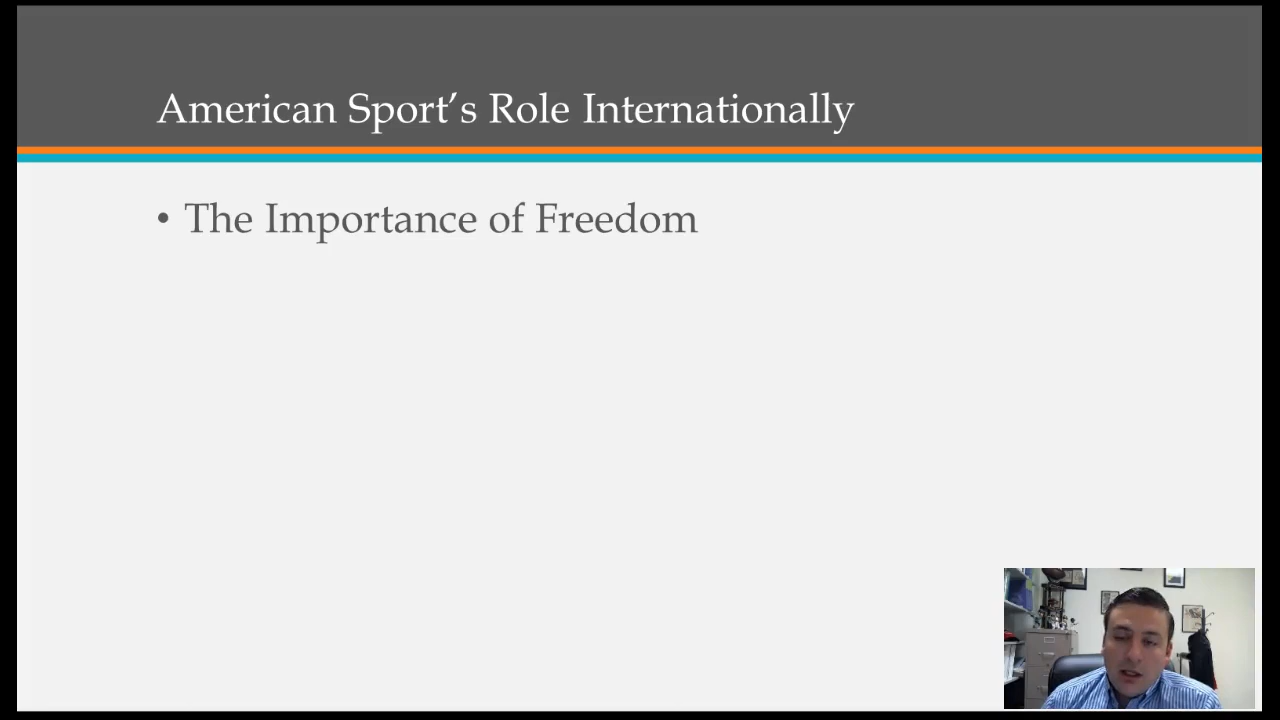 American Sport’s Role Internationally
• The Importance of Freedom